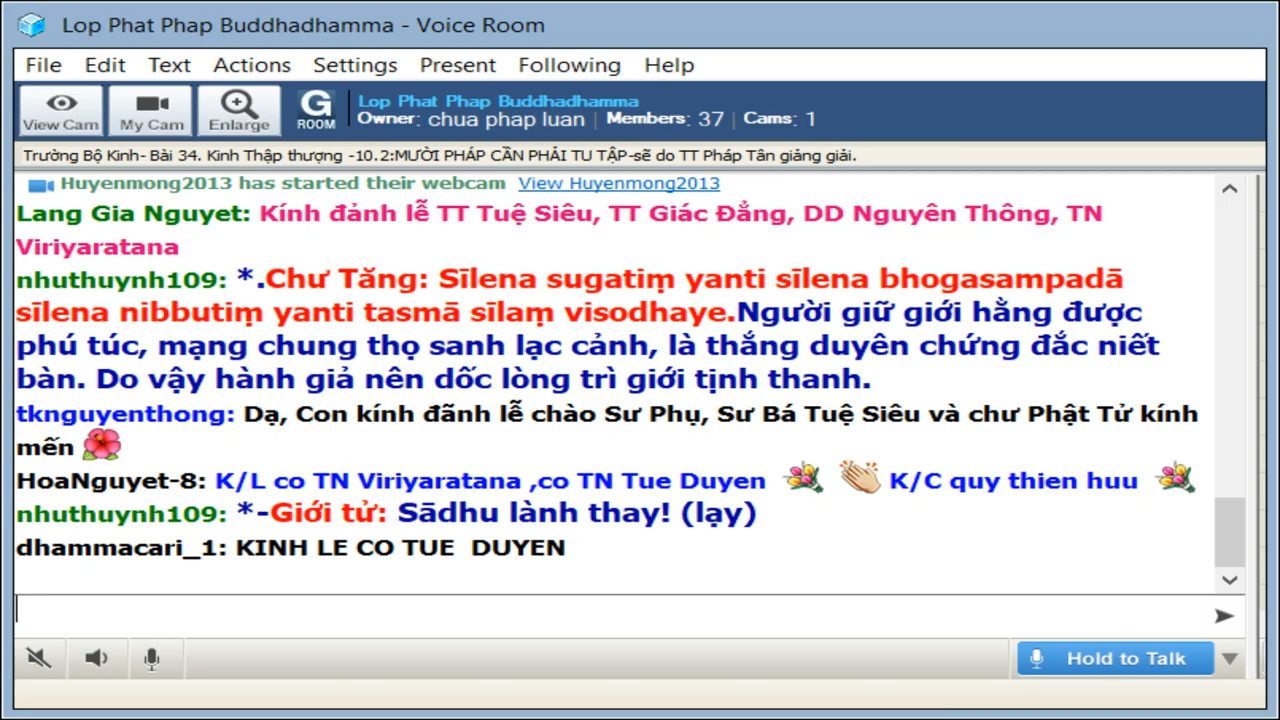 Lop Phat Phap Buddhadhamma - Voice Room
File Edit Text Actions Settings Present Following Help
View Cam My Cam Enlarge G ROOM
Lop Phat Phap Buddhadhamma
Owner: chua phap luan | Members: 37 | Cams: 1
Trường Bộ Kinh- Bài 34. Kinh Thập thượng -10.2:MƯỜI PHÁP CẦN PHẢI TU TẬP-sẽ do TT Pháp Tân giảng giải.
Huyenmong2013 has started their webcam View Huyenmong2013
Lang Gia Nguyet: Kính đảnh lễ TT Tuệ Siêu, TT Giác Đẳng, DD Nguyên Thông, TN
Viriyaratana
nhuthuynh109: *.Chư Tăng: Sīlena sugatiṃ yanti sīlena bhogasampadā
sīlena nibbutiṃ yanti tasmā sīlaṃ visodhaye.Người giữ giới hằng được
phú túc, mạng chung thọ sanh lạc cảnh, là thắng duyên chứng đắc niết
bàn. Do vậy hành giả nên dốc lòng trì giới tịnh thanh.
tknguyenthong: Dạ, Con kính đãnh lễ chào Sư Phụ, Sư Bá Tuệ Siêu và chư Phật Tử kính
mến
HoaNguyet-8: K/L co TN Viriyaratana ,co TN Tue Duyen K/C quy thien huu
nhuthuynh109: *-Giới tử: Sādhu lành thay! (lạy)
dhammacari_1: KINH LE CO TUE DUYEN
Hold to Talk